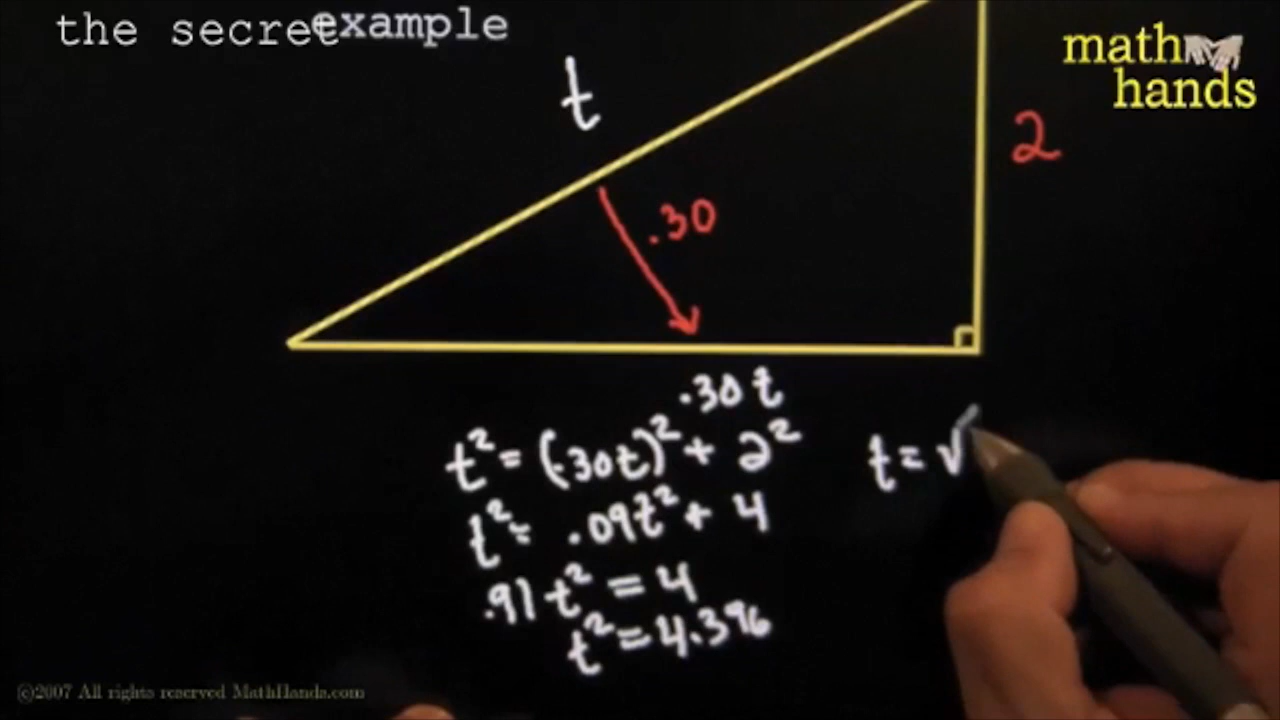 the secret
example
math
hands
t
2
.30
.30t
t² = (.30t)² + 2²
t = √
t² = .09t² + 4
.91t² = 4
t² = 4.396
©2007 All rights reserved MathHands.com